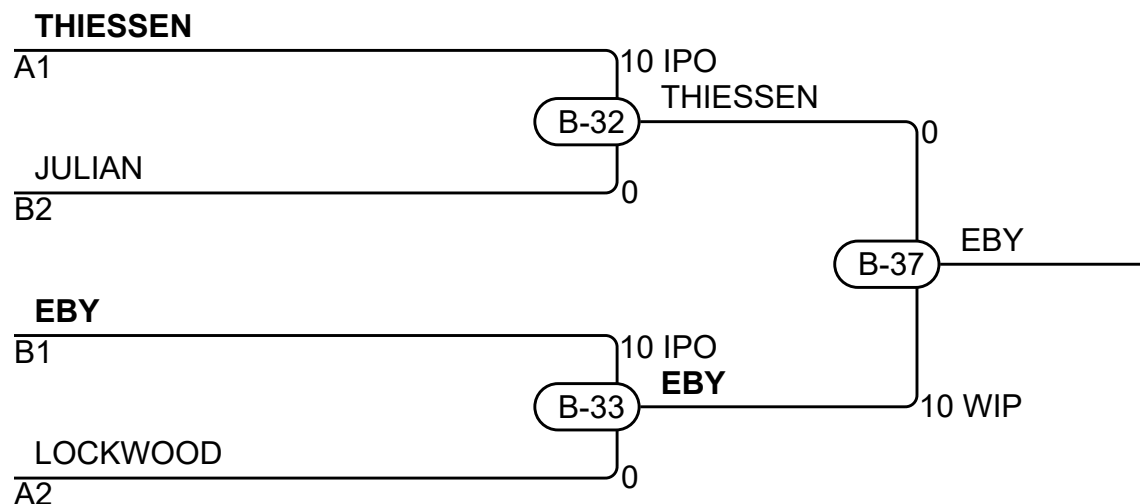 THIESSEN
A1
10 IPO
THIESSEN
B-32
0
JULIAN
0
B2
EBY
B-37
EBY
B1
10 IPO
EBY
B-33
10 WIP
LOCKWOOD
0
A2